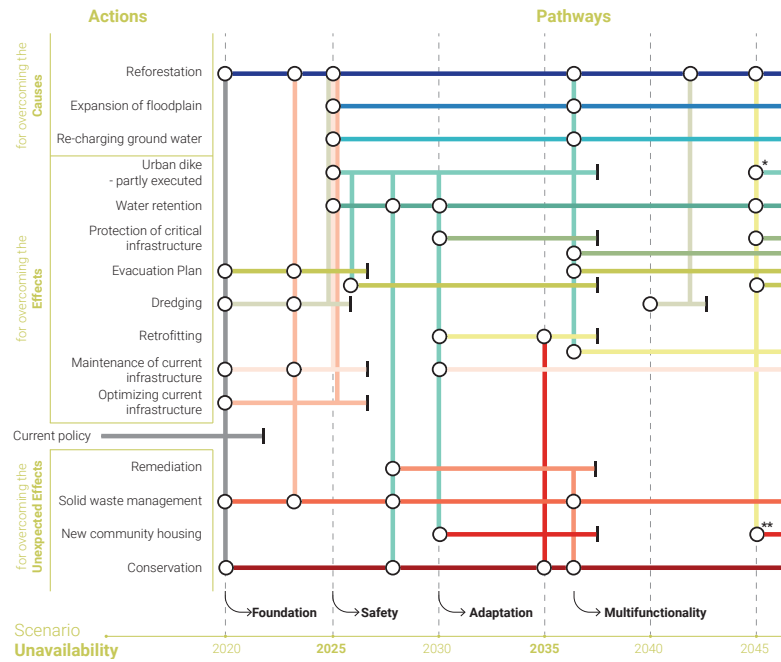 Actions
Pathways
for overcoming the
Causes
Reforestation
Expansion of floodplain
Re-charging ground water
for overcoming the
Effects
Urban dike
- partly executed
*
Water retention
Protection of critical
infrastructure
Evacuation Plan
Dredging
Retrofitting
Maintenance of current
infrastructure
Optimizing current
infrastructure
Current policy
for overcoming the
Unexpected Effects
Remediation
Solid waste management
New community housing
**
Conservation
Foundation
Safety
Adaptation
Multifunctionality
Scenario
Unavailability
2020
2025
2030
2035
2040
2045